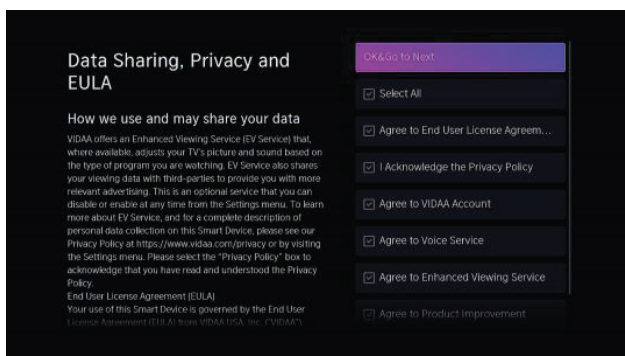 Data Sharing, Privacy and
EULA
How we use and may share your data
VIDAA offers an Enhanced Viewing Service (EV Service) that,
where available, adjusts your TV's picture and sound based on
the type of program you are watching. EV Service also shares
your viewing data with third-parties to provide you with more
relevant advertising. This is an optional service that you can
disable or enable at any time from the Settings menu. To learn
more about EV Service, and for a complete description of
personal data collection on this Smart Device, please see our
Privacy Policy at https://www.vidaa.com/privacy or by visiting
the Settings menu. Please select the "Privacy Policy" box to
acknowledge that you have read and understood the Privacy
Policy.
End User License Agreement (EULA)
Your use of this Smart Device is governed by the End User
License Agreement (EULA) from VIDAA USA, Inc. ("VIDAA").
OK&Go to Next
Select All
Agree to End User License Agreem...
I Acknowledge the Privacy Policy
Agree to VIDAA Account
Agree to Voice Service
Agree to Enhanced Viewing Service
Agree to Product Improvement